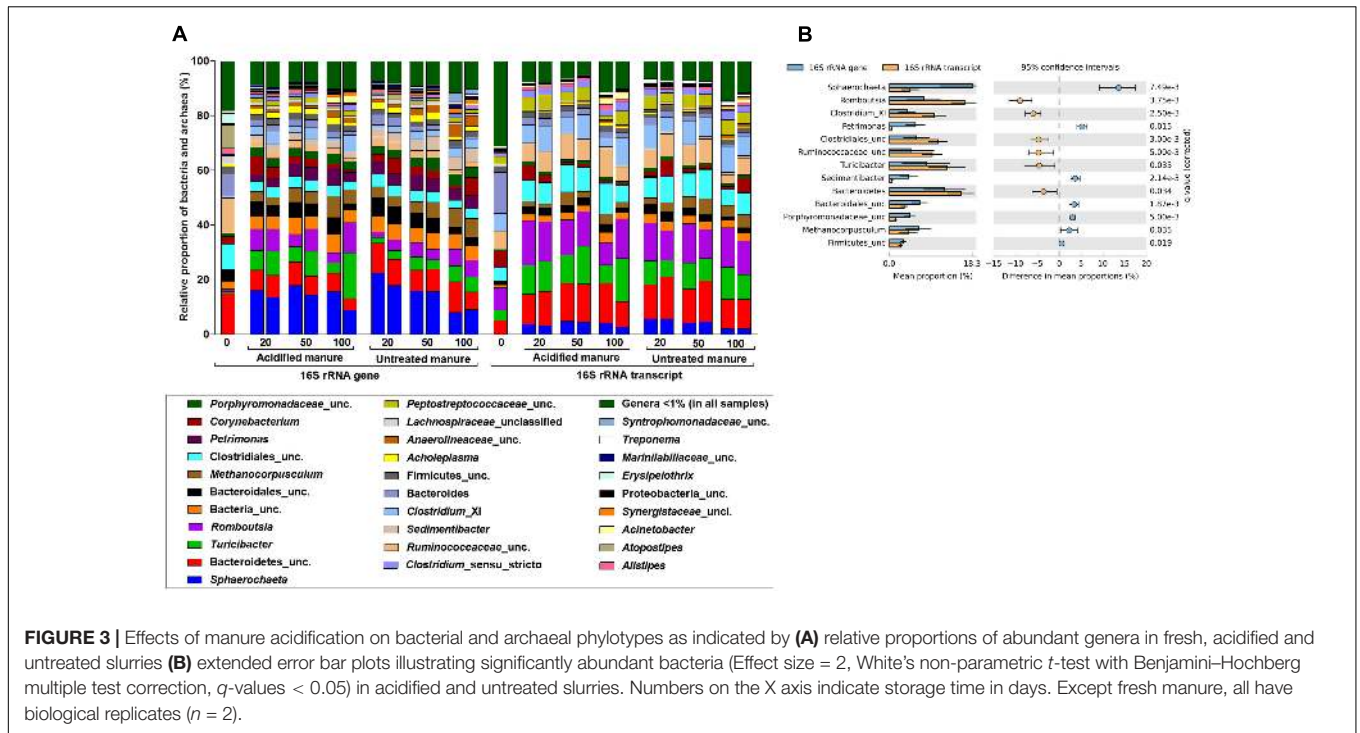 A
B
Relative proportion of bacteria and archaea (%)
100
80
60
40
20
0
0 20 50 100 20 50 100 0 20 50 100 20 50 100
Acidified manure Untreated manure Acidified manure Untreated manure
16S rRNA gene 16S rRNA transcript
Porphyromonadaceae_unc. Peptostreptococcaceae_unc. Genera <1% (in all samples)
Corynebacterium Lachnospiraceae_unclassified Syntrophomonadaceae_unc.
Petrimonas Anaerolineaceae_unc. Treponema
Clostridiales_unc. Acholeplasma Marinilabiliaceae_unc.
Methanocorpusculum Firmicutes_unc. Erysipelothrix
Bacteroidales_unc. Bacteroides Proteobacteria_unc.
Bacteria_unc. Clostridium_XI Synergistaceae_uncl.
Romboutsia Sedimentibacter Acinetobacter
Turicibacter Ruminococcaceae_unc. Atopostipes
Bacteroidetes_unc. Clostridium_sensu_stricto Alistipes
Sphaerochaeta
16S rRNA gene 16S rRNA transcript 95% confidence intervals
Sphaerochaeta 7.49e-3
Romboutsia 3.75e-3
Clostridium_XI 2.50e-3
Petrimonas 0.015
Clostridiales_unc 3.00e-3
Ruminococcaceae_unc 5.00e-3
Turicibacter 0.035
Sedimentibacter 2.14e-3
Bacteroidetes 0.034
Bacteroidales_unc 1.87e-3
Porphyromonadaceae_unc 5.00e-3
Methanocorpusculum 0.035
Firmicutes_unc 0.019
q value (corrected)
0.0 18.3 −15 −10 −5 0 5 10 15 20
Mean proportion (%) Difference in mean proportions (%)
FIGURE 3 | Effects of manure acidification on bacterial and archaeal phylotypes as indicated by (A) relative proportions of abundant genera in fresh, acidified and
untreated slurries (B) extended error bar plots illustrating significantly abundant bacteria (Effect size = 2, White's non-parametric t-test with Benjamini–Hochberg
multiple test correction, q-values < 0.05) in acidified and untreated slurries. Numbers on the X axis indicate storage time in days. Except fresh manure, all have
biological replicates (n = 2).